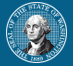 THE SEAL OF THE STATE OF WASHINGTON
1889